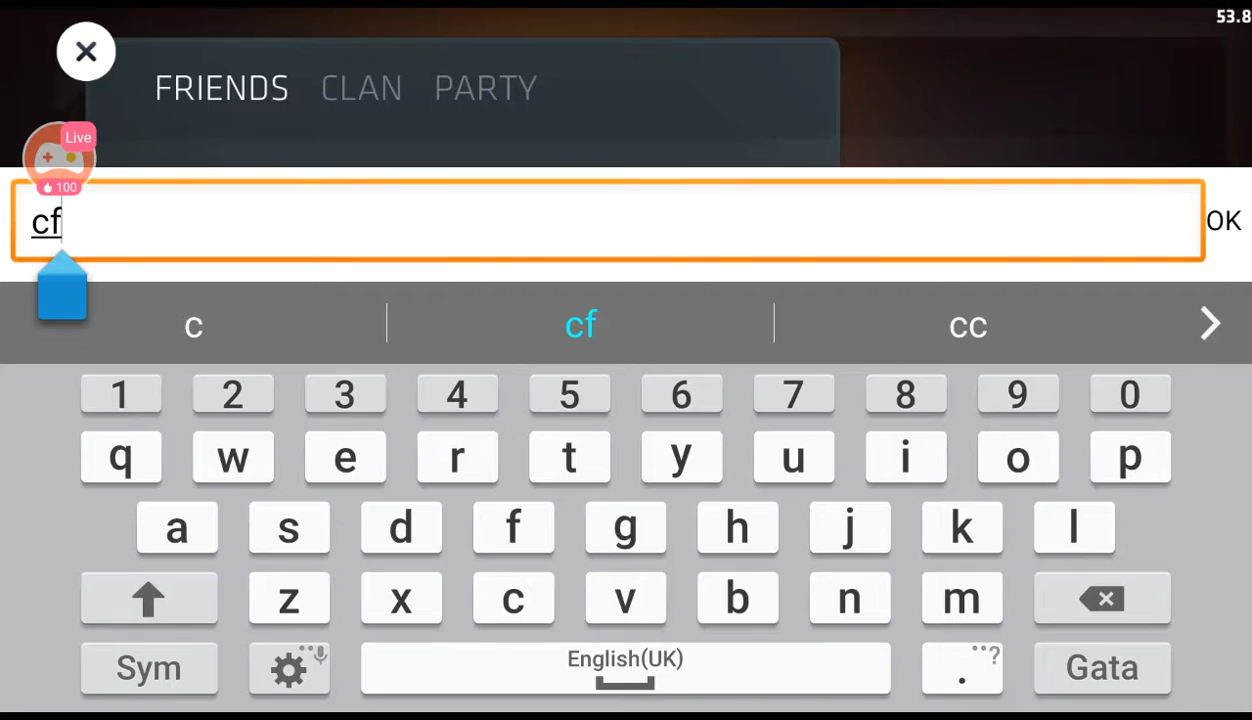 53.8
FRIENDS CLAN PARTY
Live
100
cf
OK
c cf cc
1 2 3 4 5 6 7 8 9 0
q w e r t y u i o p
a s d f g h j k l
z x c v b n m
Sym English(UK) . ? Gata